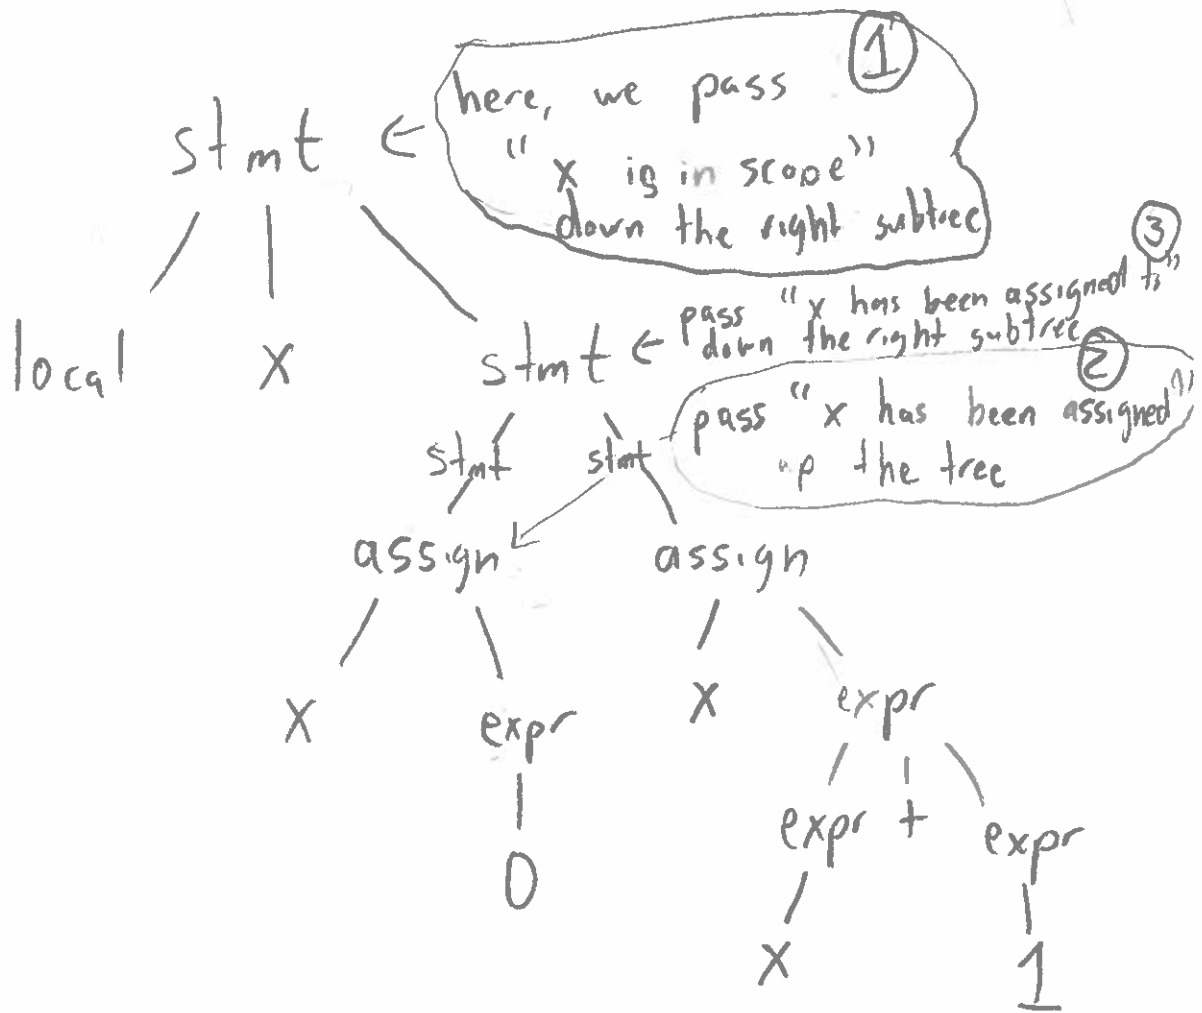 1
here, we pass
stmt
" x is in scope"
down the right subtree
3
pass "x has been assigned to"
down the right subtree
local
x
stmt
2
pass "x has been assigned"
up the tree
stmt
stmt
assign
assign
x
expr
x
expr
0
expr
+
expr
x
1